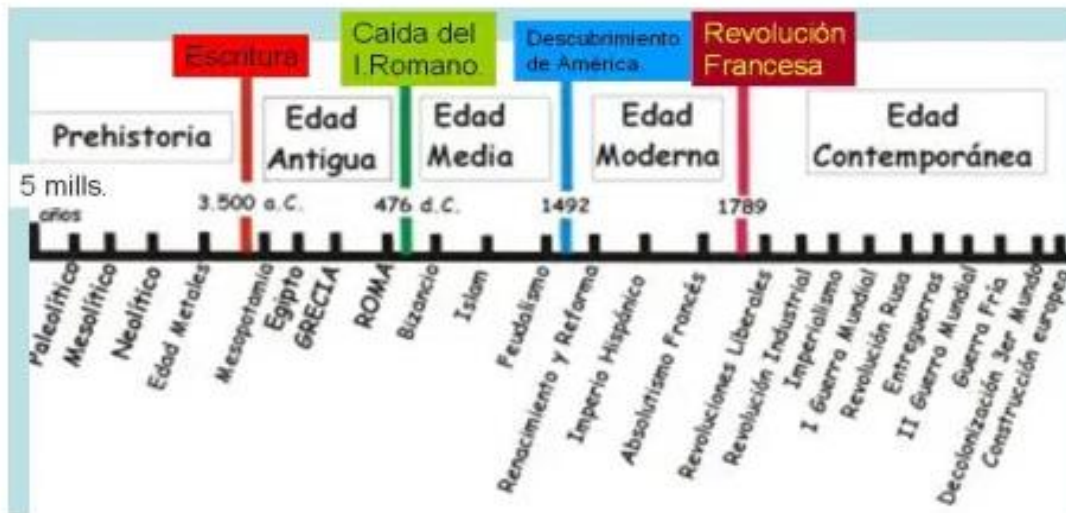 Escritura
Caída del
I.Romano.
Descubrimiento
de América.
Revolución
Francesa
Prehistoria
Edad
Antigua
Edad
Media
Edad
Moderna
Edad
Contemporánea
5 mills.
años
3.500 a.C.
476 d.C.
1492
1789
Paleolítico
Mesolítico
Neolítico
Edad Metales
Mesopotamia
Egipto
GRECIA
ROMA
Bizancio
Islam
Feudalismo
Renacimiento y Reforma
Imperio Hispánico
Absolutismo Francés
Revoluciones Liberales
Revolución Industrial
Imperialismo
I Guerra Mundial
Revolución Rusa
Entreguerras
II Guerra Mundial
Guerra Fría
Decolonización 3er Mundo
Construcción europea